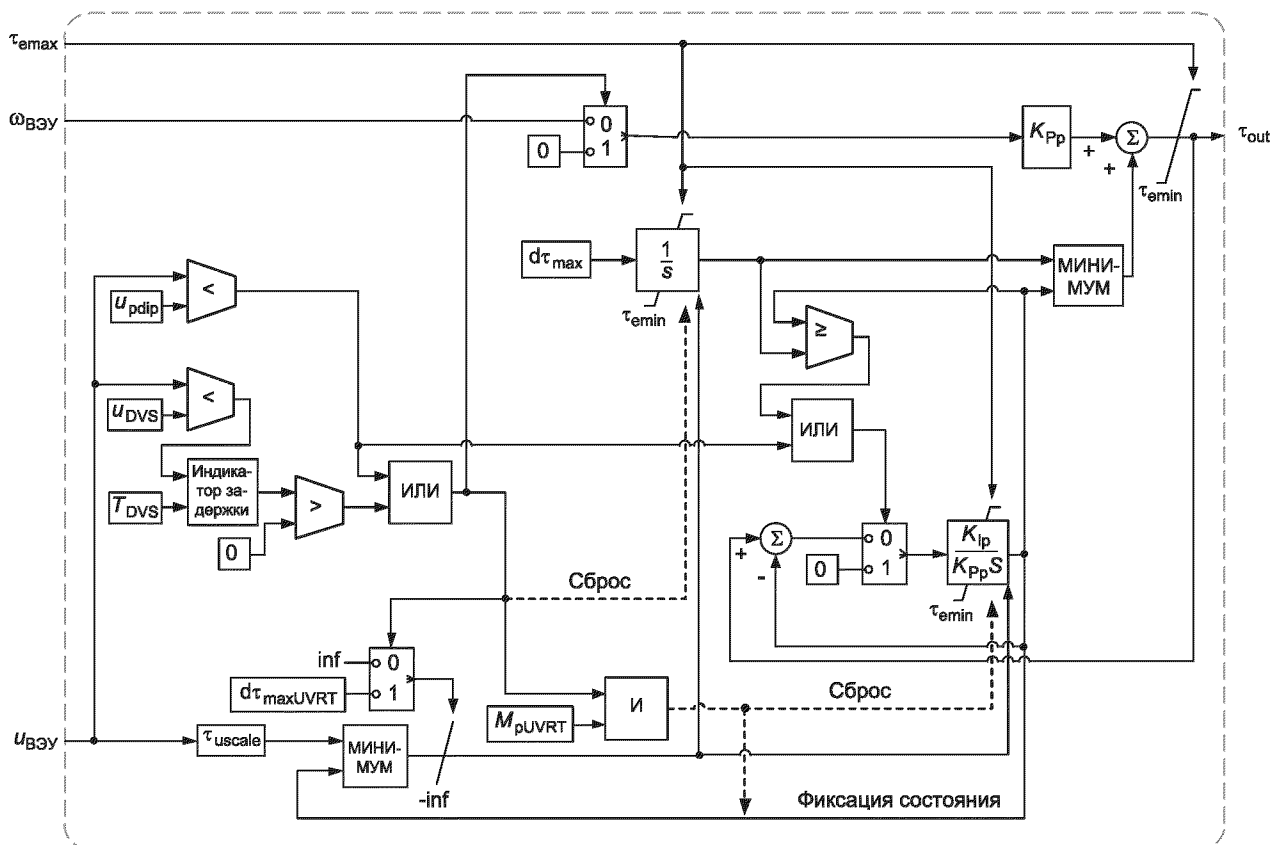 τemax
ωВЭУ
0
0
1
KPp
+
+
Σ
τemin
τout
dτmax
1
s
τemin
МИНИ-
МУМ
<
updip
≥
<
uDVS
ИЛИ
Индика-
тор за-
держки
TDVS
>
0
ИЛИ
Σ
+
-
0
0
1
KIp
KPpS
τemin
Сброс
inf
0
1
dτmaxUVRT
И
MpUVRT
Сброс
uВЭУ
τuscale
МИНИ-
МУМ
-inf
Фиксация состояния